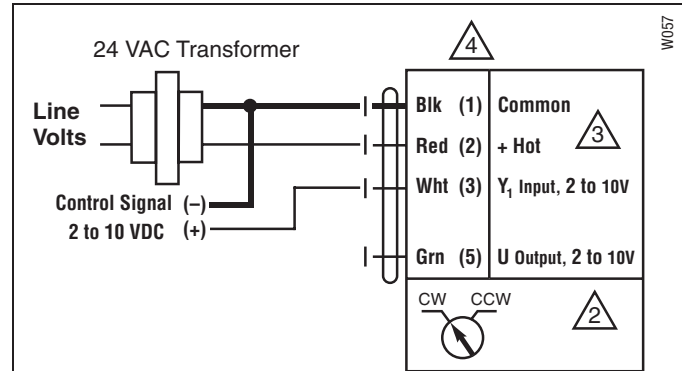 W057
24 VAC Transformer
4
Line
Volts
Blk (1) Common
3
Red (2) + Hot
Wht (3) Y1 Input, 2 to 10V
Control Signal (–)
2 to 10 VDC (+)
Grn (5) U Output, 2 to 10V
CW CCW
2